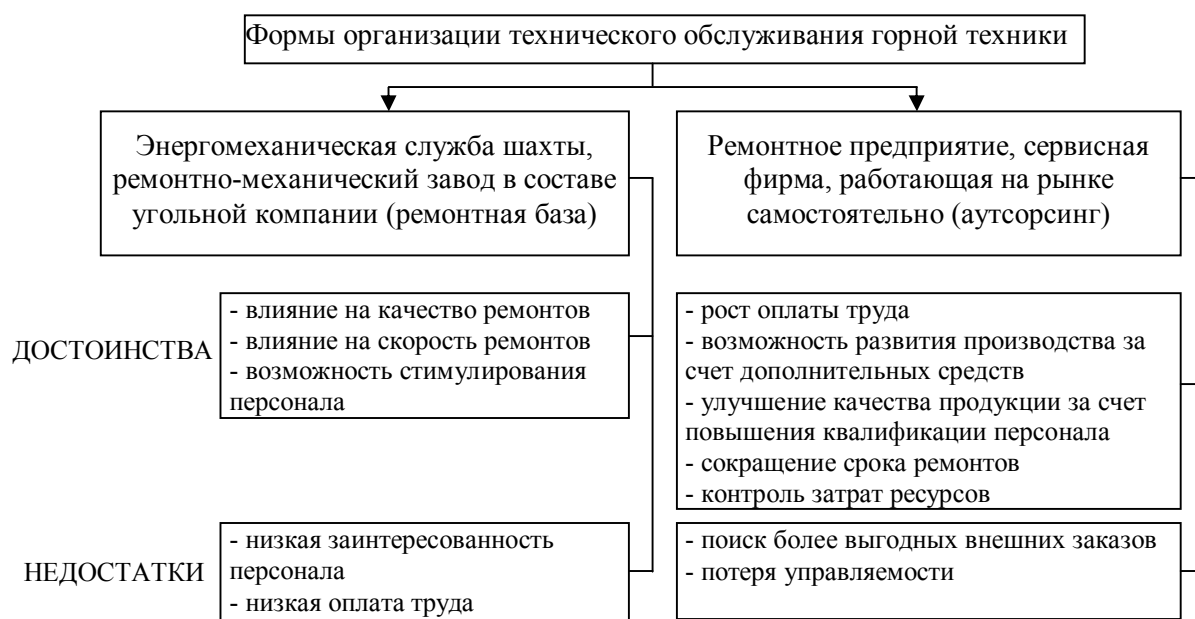 Формы организации технического обслуживания горной техники
Энергомеханическая служба шахты,
ремонтно-механический завод в составе
угольной компании (ремонтная база)
Ремонтное предприятие, сервисная
фирма, работающая на рынке
самостоятельно (аутсорсинг)
ДОСТОИНСТВА
- влияние на качество ремонтов
- влияние на скорость ремонтов
- возможность стимулирования
персонала
- рост оплаты труда
- возможность развития производства за
счет дополнительных средств
- улучшение качества продукции за счет
повышения квалификации персонала
- сокращение срока ремонтов
- контроль затрат ресурсов
НЕДОСТАТКИ
- низкая заинтересованность
персонала
- низкая оплата труда
- поиск более выгодных внешних заказов
- потеря управляемости